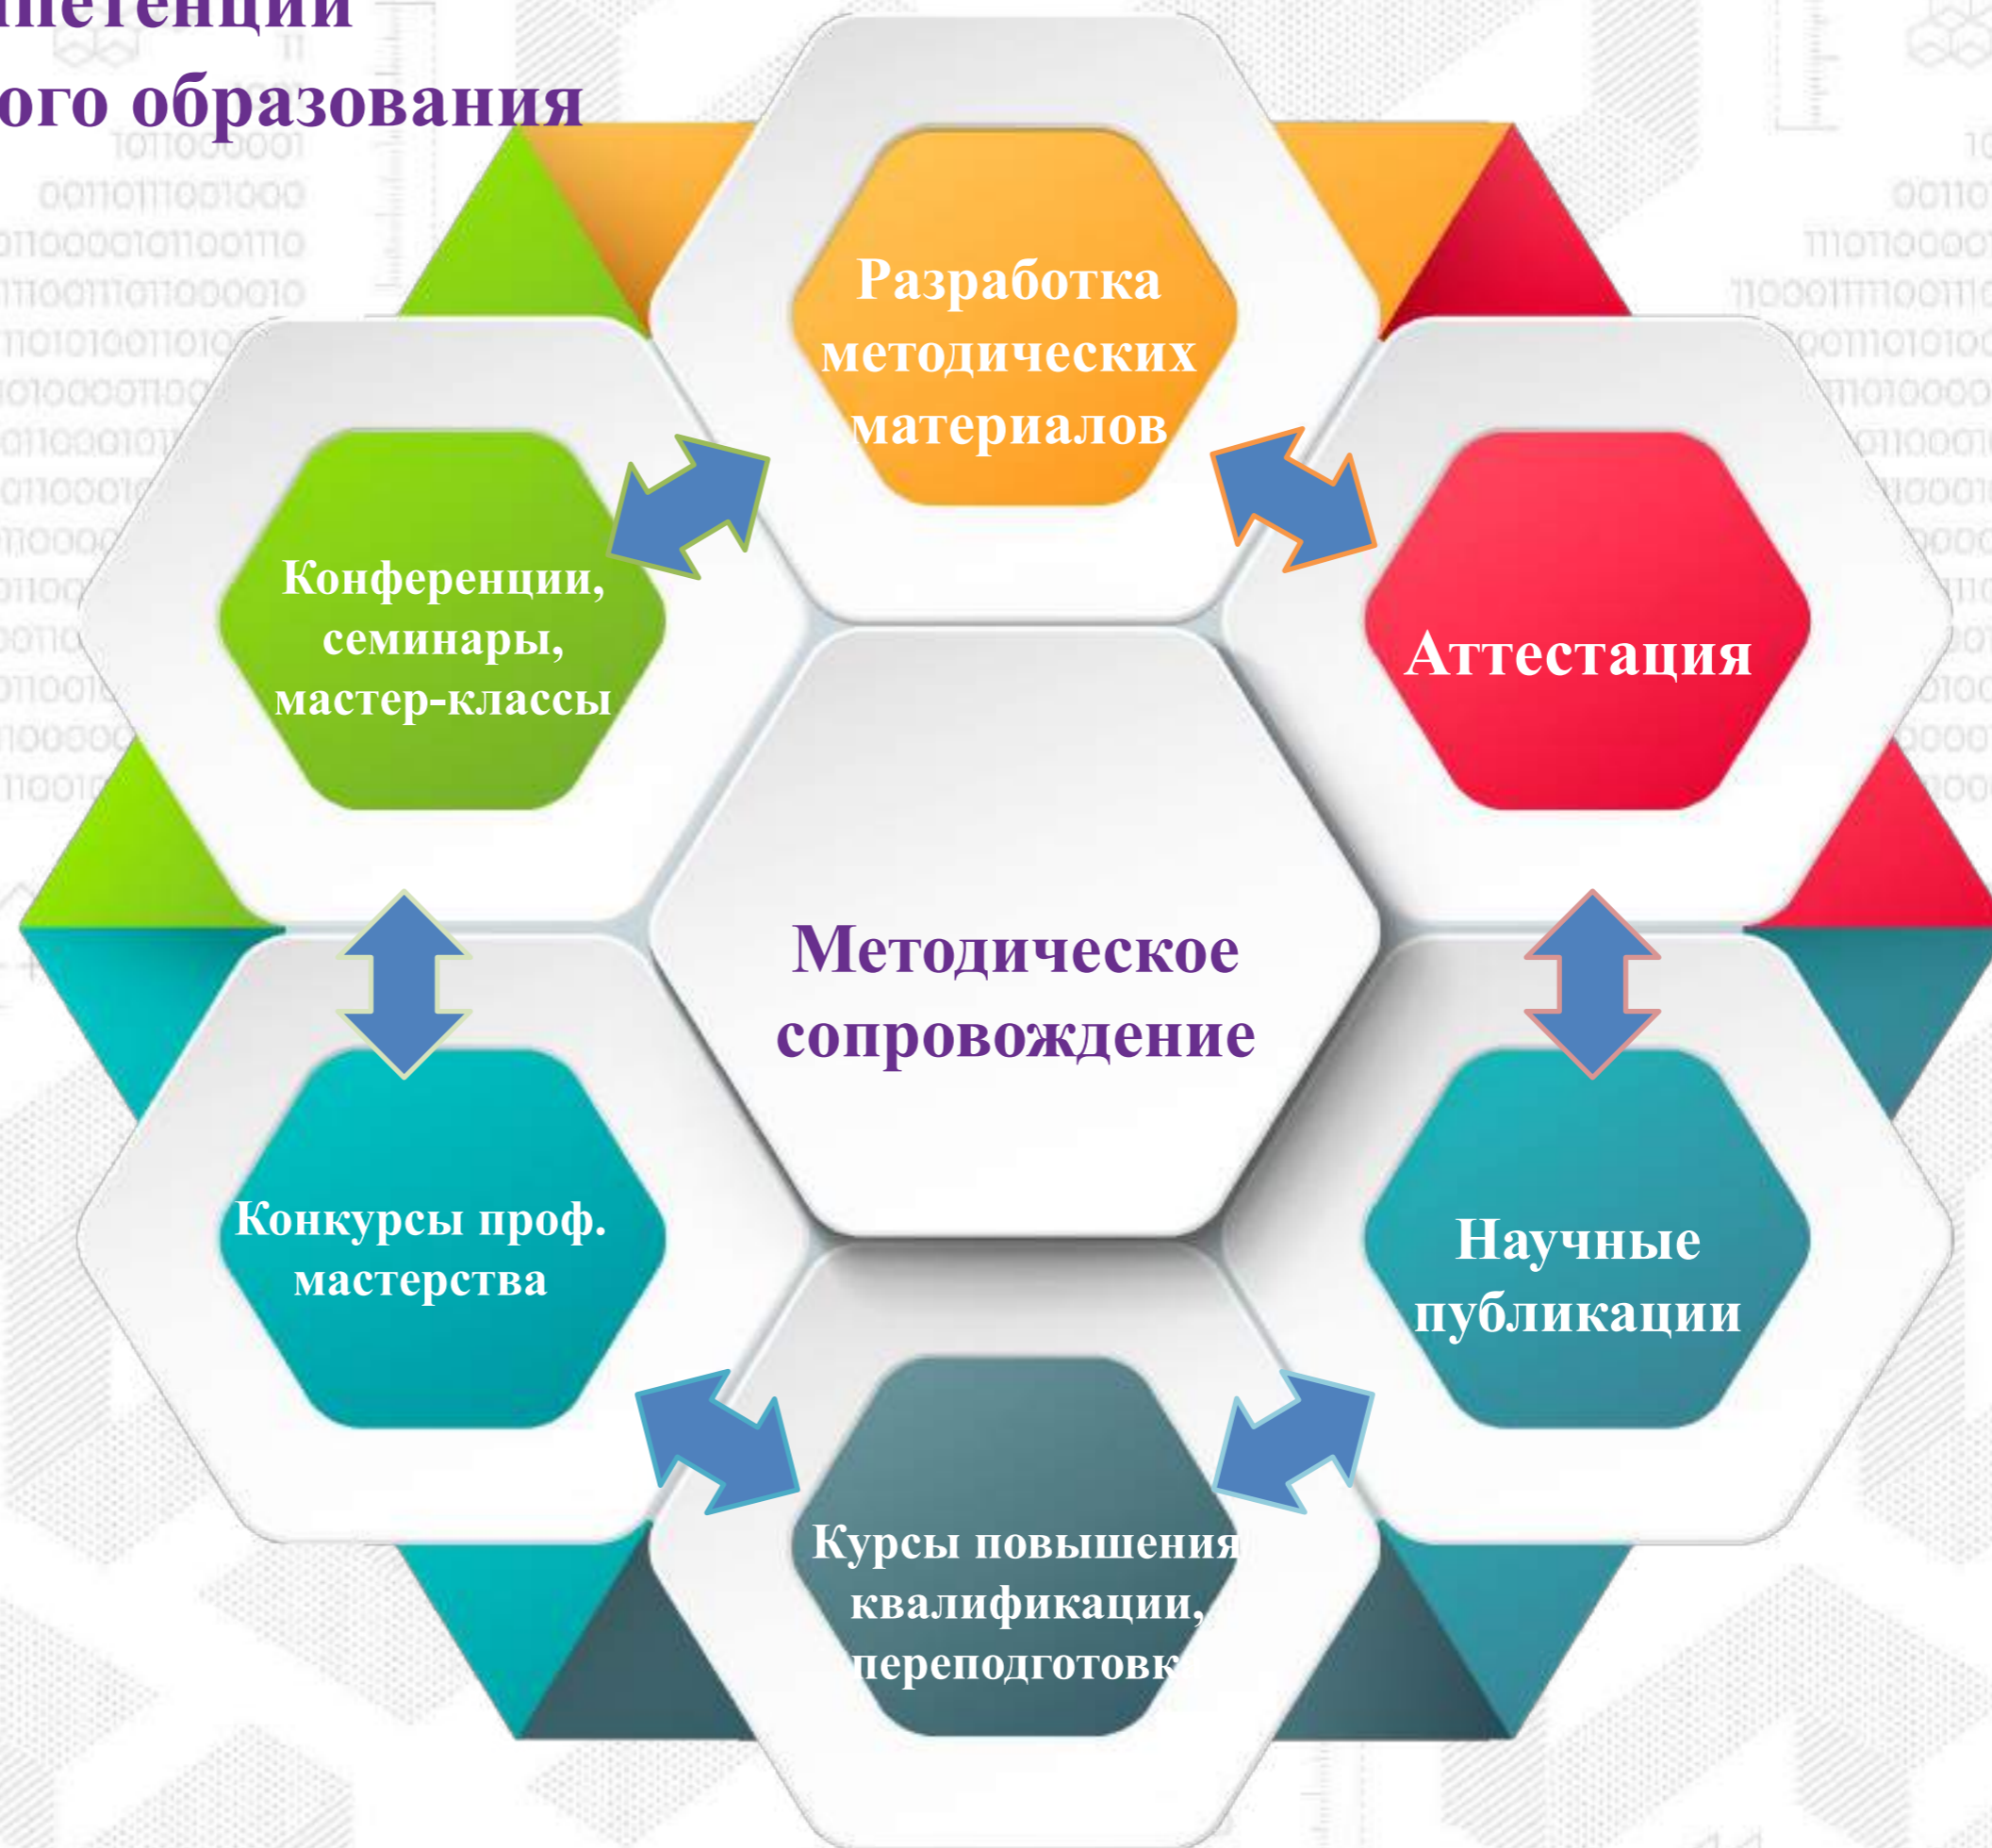 образования
Разработка
методических
материалов
Конференции,
семинары,
мастер-классы
Аттестация
Методическое
сопровождение
Конкурсы проф.
мастерства
Научные
публикации
Курсы повышения
квалификации,